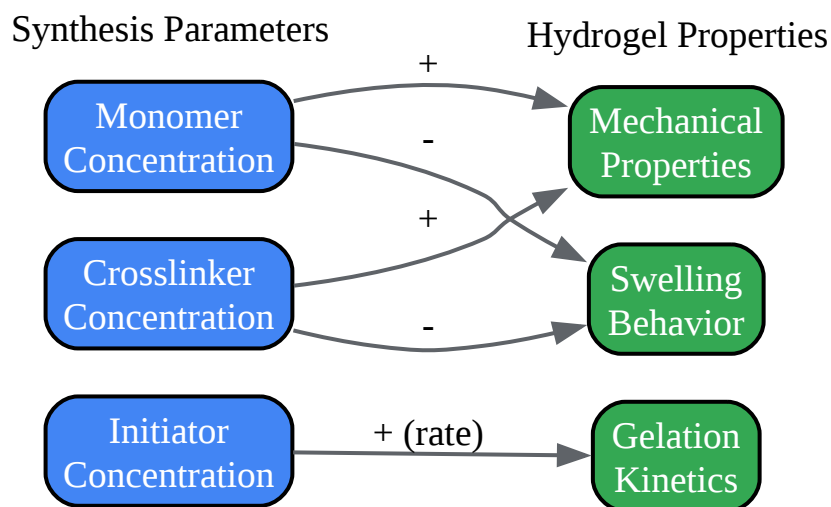 Synthesis Parameters
Hydrogel Properties
+
Monomer
Concentration
Mechanical
Properties
-
+
Crosslinker
Concentration
Swelling
Behavior
-
Initiator
Concentration
+ (rate)
Gelation
Kinetics